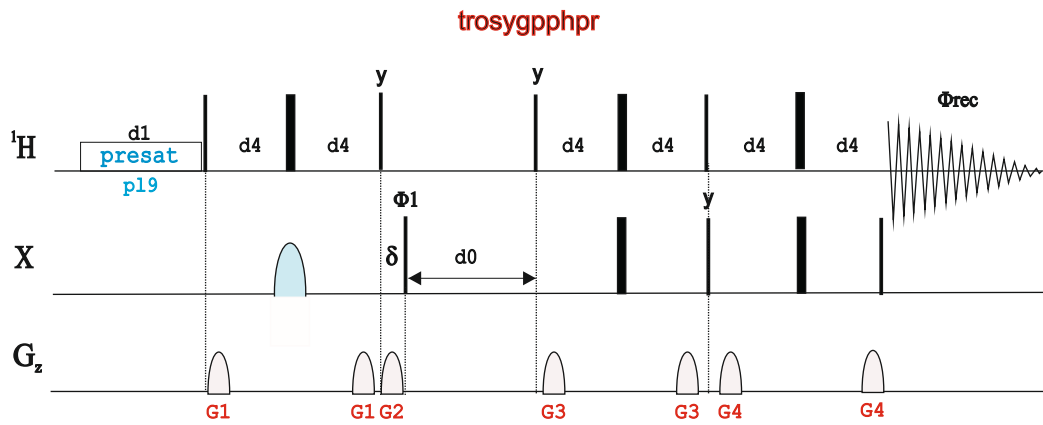 trosygpphpr
y y Φrec
¹H d1 d4 d4 d4 d4 d4 d4
presat
pl9
Φ1 y
X δ d0
Gz
G1 G1 G2 G3 G3 G4 G4